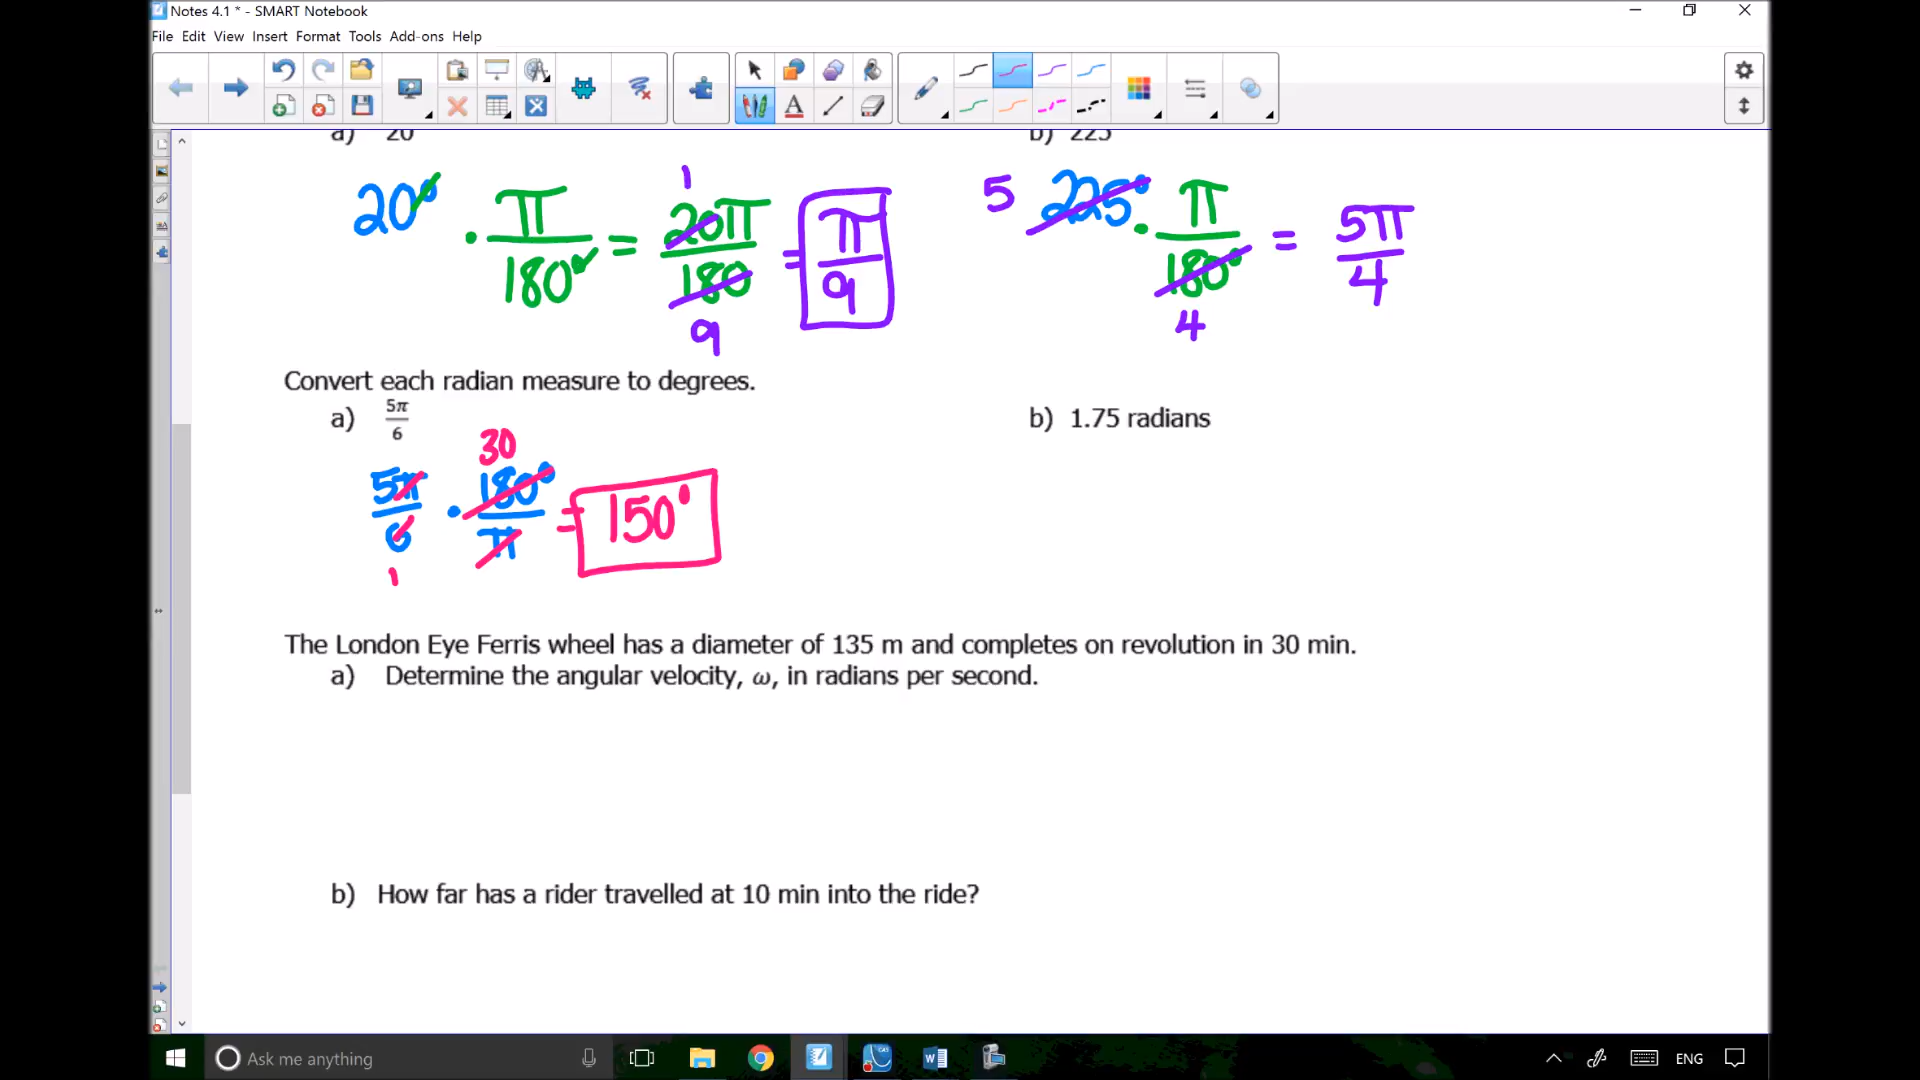 Notes 4.1 * - SMART Notebook
File Edit View Insert Format Tools Add-ons Help
a) 20
b) 225
20° · π/180° = 20π/180 = π/9
1
9
5 225° · π/180° = 5π/4
4
Convert each radian measure to degrees.
a) 5π/6
b) 1.75 radians
30
5π/6 · 180°/π = 150°
1
The London Eye Ferris wheel has a diameter of 135 m and completes on revolution in 30 min.
a) Determine the angular velocity, ω, in radians per second.
b) How far has a rider travelled at 10 min into the ride?
Ask me anything
ENG